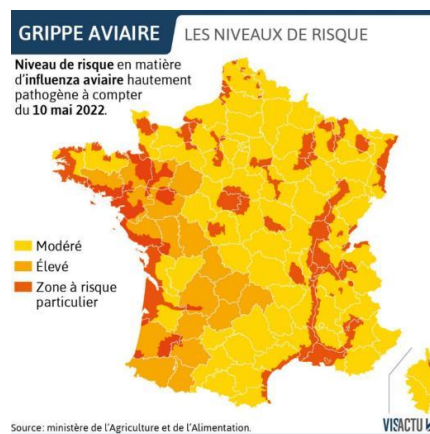 GRIPPE AVIAIRE LES NIVEAUX DE RISQUE
Niveau de risque en matière
d'influenza aviaire hautement
pathogène à compter
du 10 mai 2022.
Modéré
Élevé
Zone à risque
particulier
Source: ministère de l'Agriculture et de l'Alimentation.
VISACTU